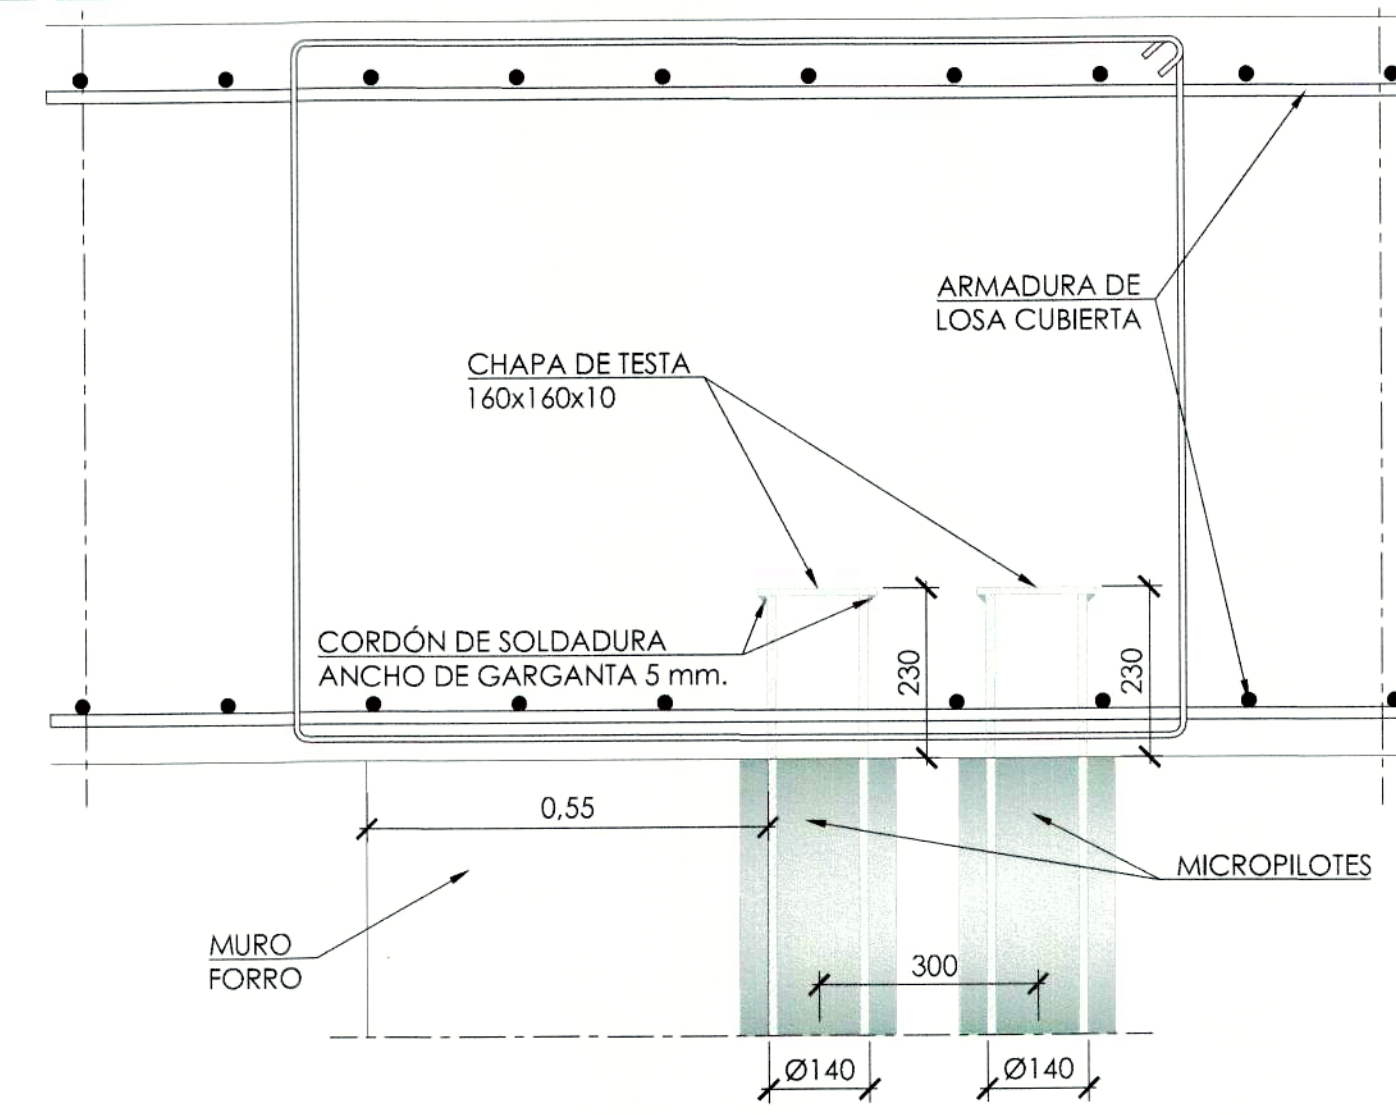 ARMADURA DE
LOSA CUBIERTA
CHAPA DE TESTA
160x160x10
CORDÓN DE SOLDADURA
ANCHO DE GARGANTA 5 mm.
230
230
0,55
MICROPILOTES
MURO
FORRO
300
Ø140
Ø140